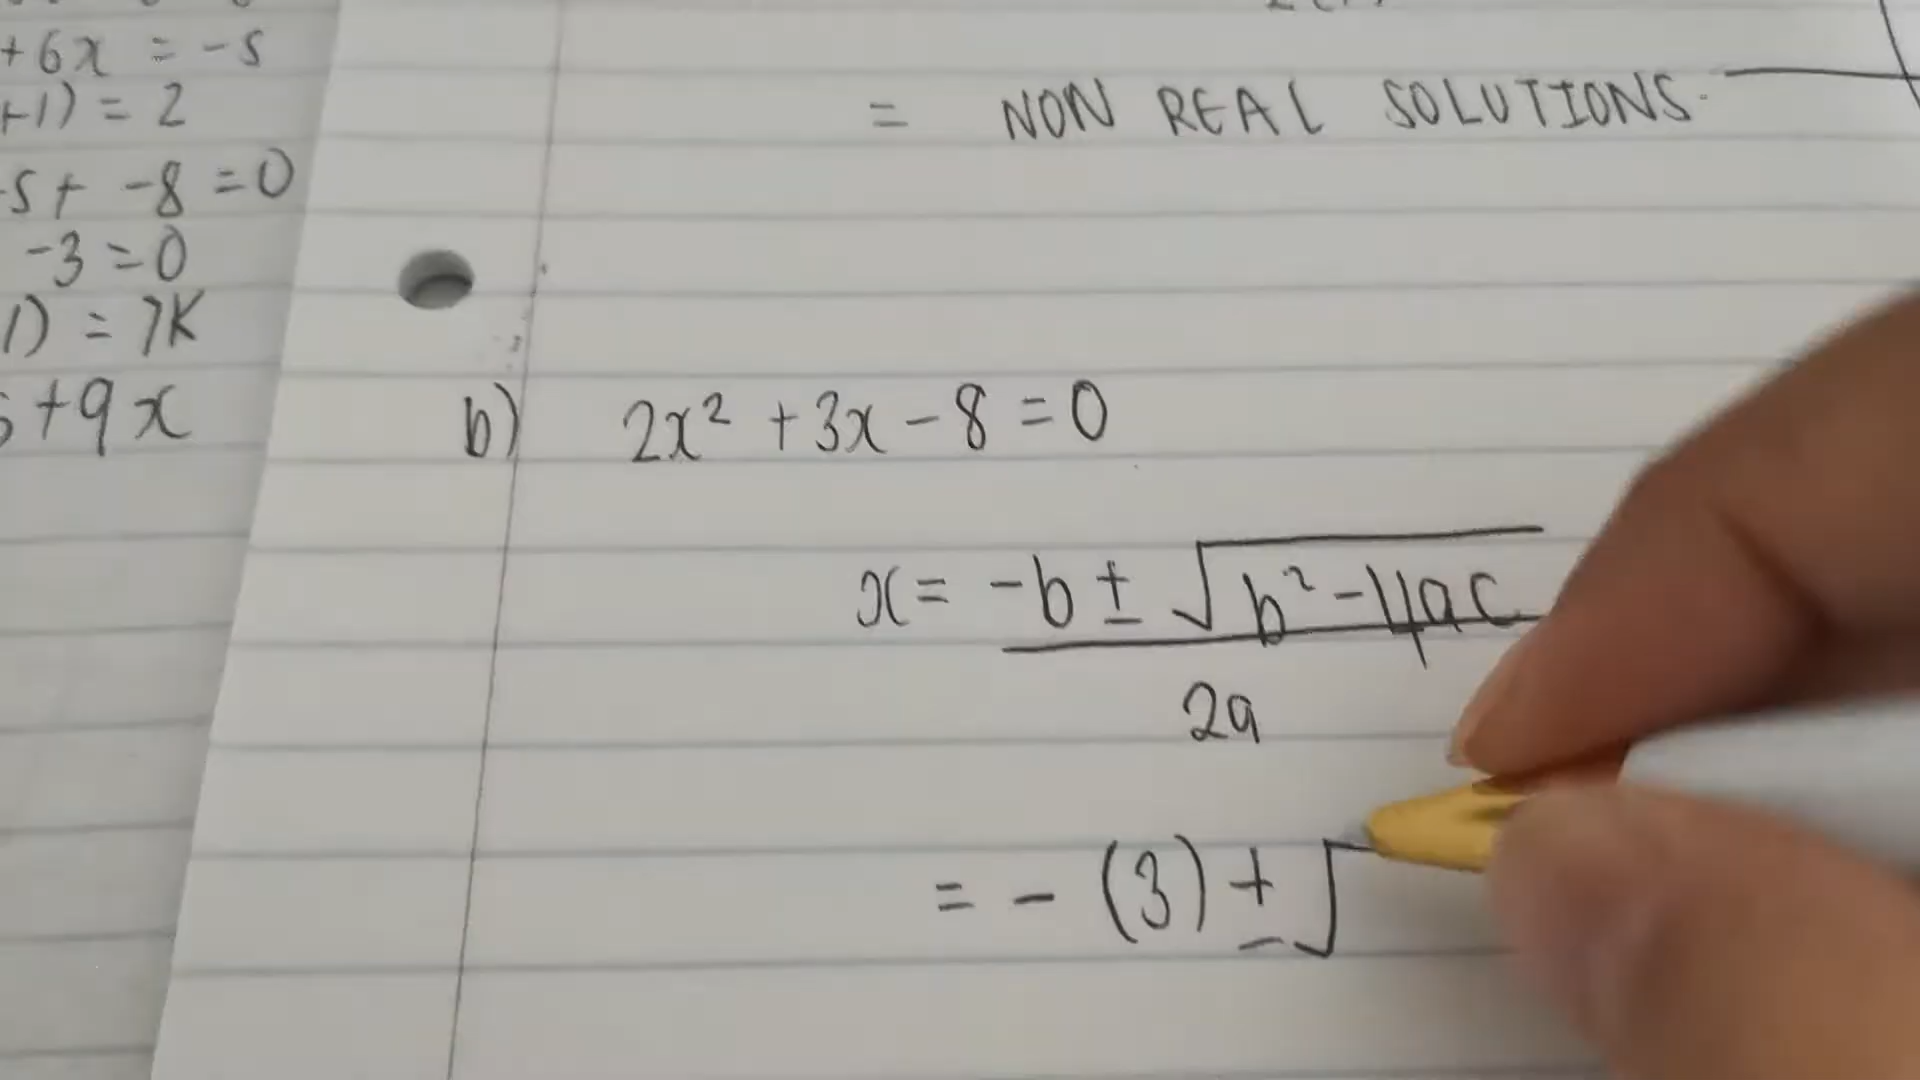 +6x = -5
+1) = 2
-5+ -8 = 0
-3 = 0
1) = 7K
+9x
= NON REAL SOLUTIONS.
b) 2x² + 3x - 8 = 0
x = -b ± √b² - 4ac
2a
= - (3) ± √